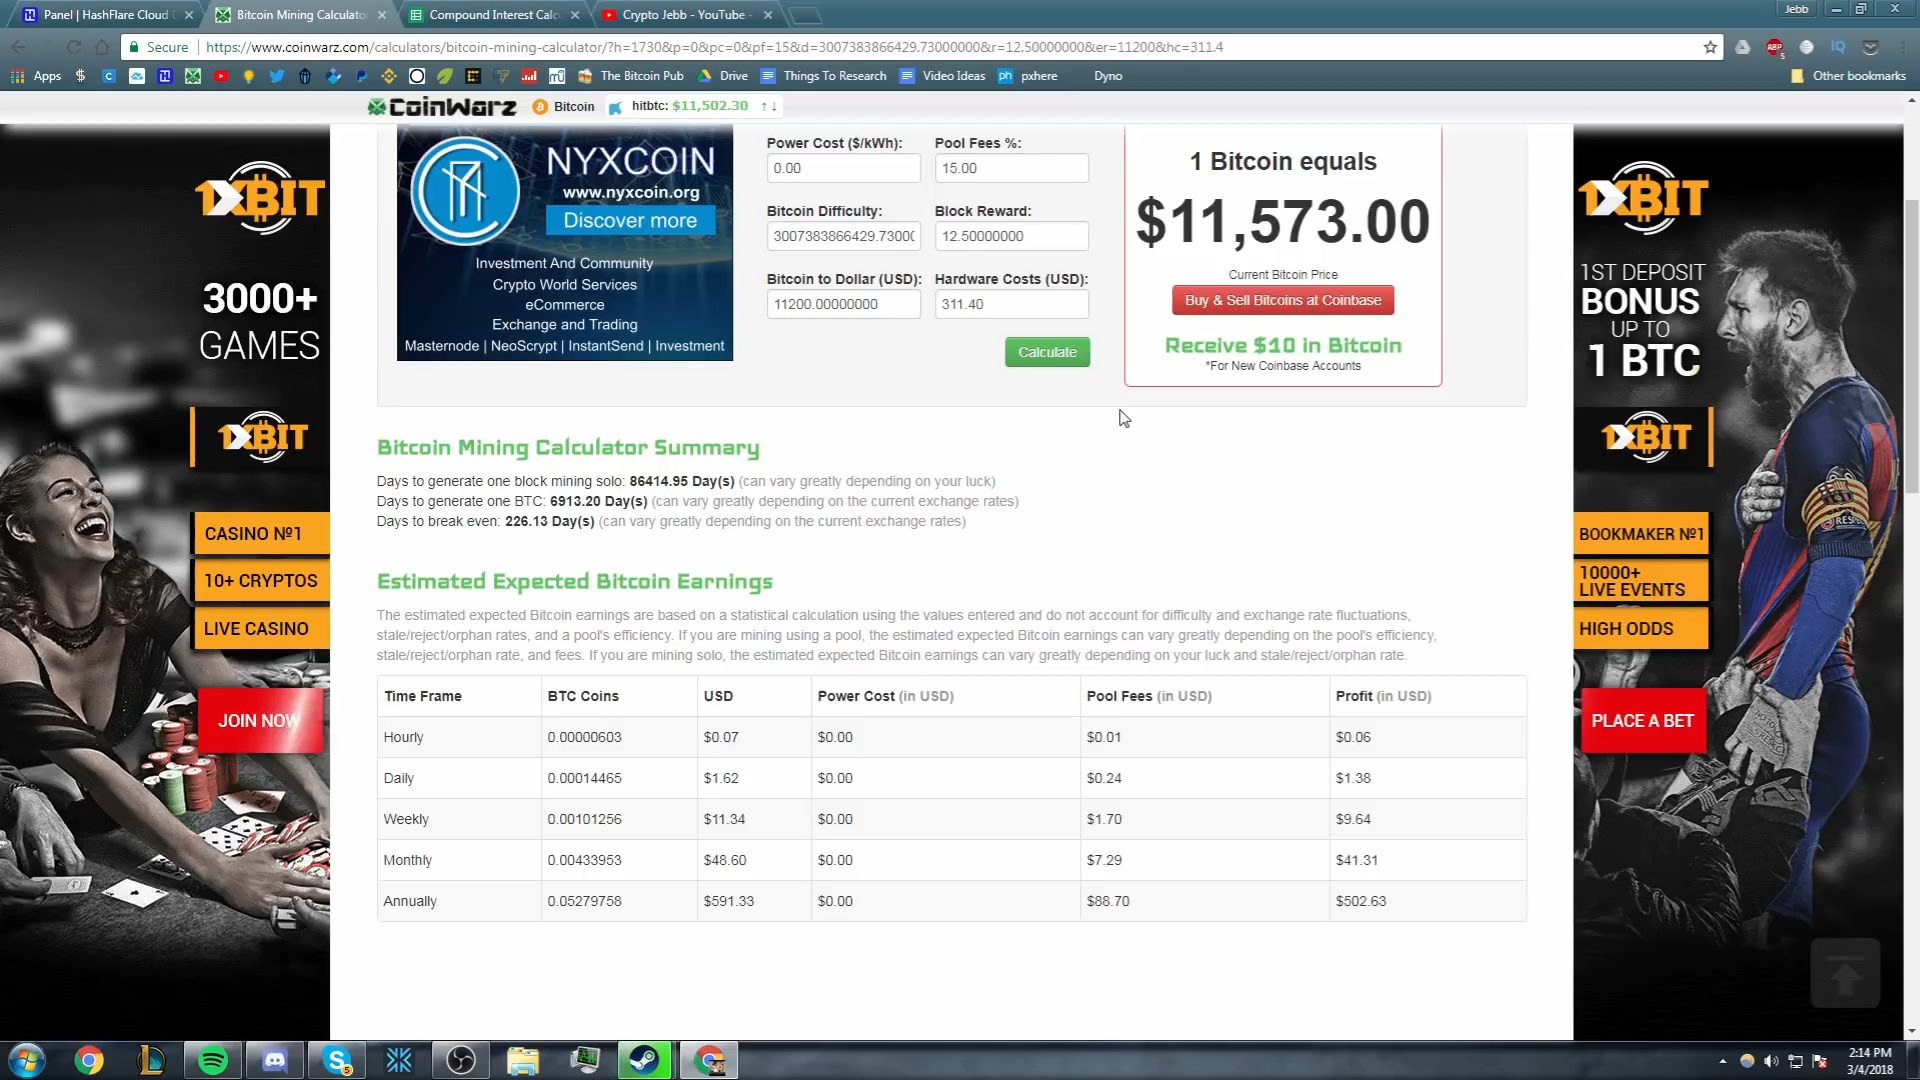 Panel | HashFlare Cloud
Bitcoin Mining Calculato
Compound Interest Calc
Crypto Jebb - YouTube -
Jebb
Secure
https://www.coinwarz.com/calculators/bitcoin-mining-calculator/?h=1730&p=0&pc=0&pf=15&d=3007383866429.73000000&r=12.50000000&er=11200&hc=311.4
ABP
5
IQ
Apps
The Bitcoin Pub
Drive
Things To Research
Video Ideas
px
pxhere
Dyno
Other bookmarks
CoinWarz
Bitcoin
hitbtc: $11,502.30 ↑↓
1XBIT
3000+
GAMES
1XBIT
CASINO №1
10+ CRYPTOS
LIVE CASINO
JOIN NOW
NYXCOIN
www.nyxcoin.org
Discover more
Investment And Community
Crypto World Services
eCommerce
Exchange and Trading
Masternode | NeoScrypt | InstantSend | Investment
Power Cost ($/kWh):
Pool Fees %:
0.00
15.00
Bitcoin Difficulty:
Block Reward:
3007383866429.7300(
12.50000000
Bitcoin to Dollar (USD):
Hardware Costs (USD):
11200.00000000
311.40
Calculate
1 Bitcoin equals
$11,573.00
Current Bitcoin Price
Buy & Sell Bitcoins at Coinbase
Receive $10 in Bitcoin
*For New Coinbase Accounts
1XBIT
1ST DEPOSIT
BONUS
UP TO
1 BTC
1XBIT
BOOKMAKER №1
10000+
LIVE EVENTS
HIGH ODDS
PLACE A BET
Bitcoin Mining Calculator Summary
Days to generate one block mining solo: 86414.95 Day(s) (can vary greatly depending on your luck)
Days to generate one BTC: 6913.20 Day(s) (can vary greatly depending on the current exchange rates)
Days to break even: 226.13 Day(s) (can vary greatly depending on the current exchange rates)
Estimated Expected Bitcoin Earnings
The estimated expected Bitcoin earnings are based on a statistical calculation using the values entered and do not account for difficulty and exchange rate fluctuations,
stale/reject/orphan rates, and a pool's efficiency. If you are mining using a pool, the estimated expected Bitcoin earnings can vary greatly depending on the pool's efficiency,
stale/reject/orphan rate, and fees. If you are mining solo, the estimated expected Bitcoin earnings can vary greatly depending on your luck and stale/reject/orphan rate.
Time Frame BTC Coins USD Power Cost (in USD) Pool Fees (in USD) Profit (in USD)
Hourly 0.00000603 $0.07 $0.00 $0.01 $0.06
Daily 0.00014465 $1.62 $0.00 $0.24 $1.38
Weekly 0.00101256 $11.34 $0.00 $1.70 $9.64
Monthly 0.00433953 $48.60 $0.00 $7.29 $41.31
Annually 0.05279758 $591.33 $0.00 $88.70 $502.63
2:14 PM
3/4/2018